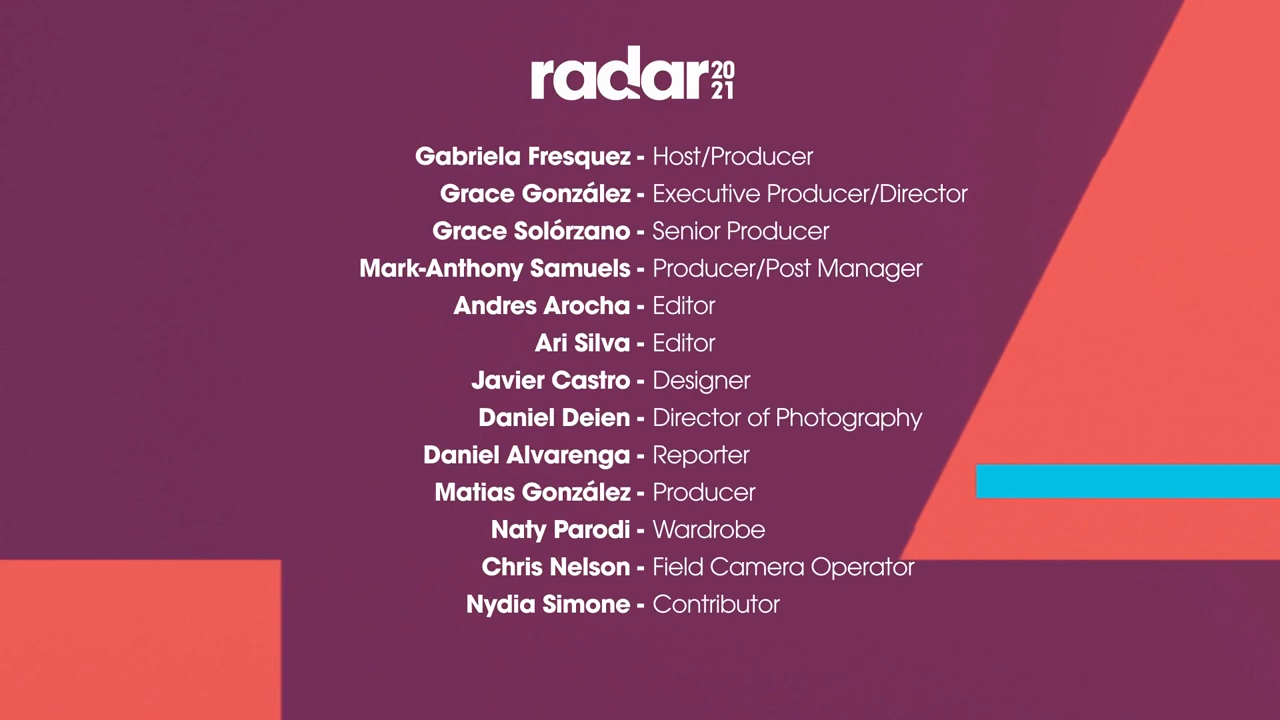 radar 20 21
Gabriela Fresquez - Host/Producer
Grace González - Executive Producer/Director
Grace Solórzano - Senior Producer
Mark-Anthony Samuels - Producer/Post Manager
Andres Arocha - Editor
Ari Silva - Editor
Javier Castro - Designer
Daniel Deien - Director of Photography
Daniel Alvarenga - Reporter
Matias González - Producer
Naty Parodi - Wardrobe
Chris Nelson - Field Camera Operator
Nydia Simone - Contributor